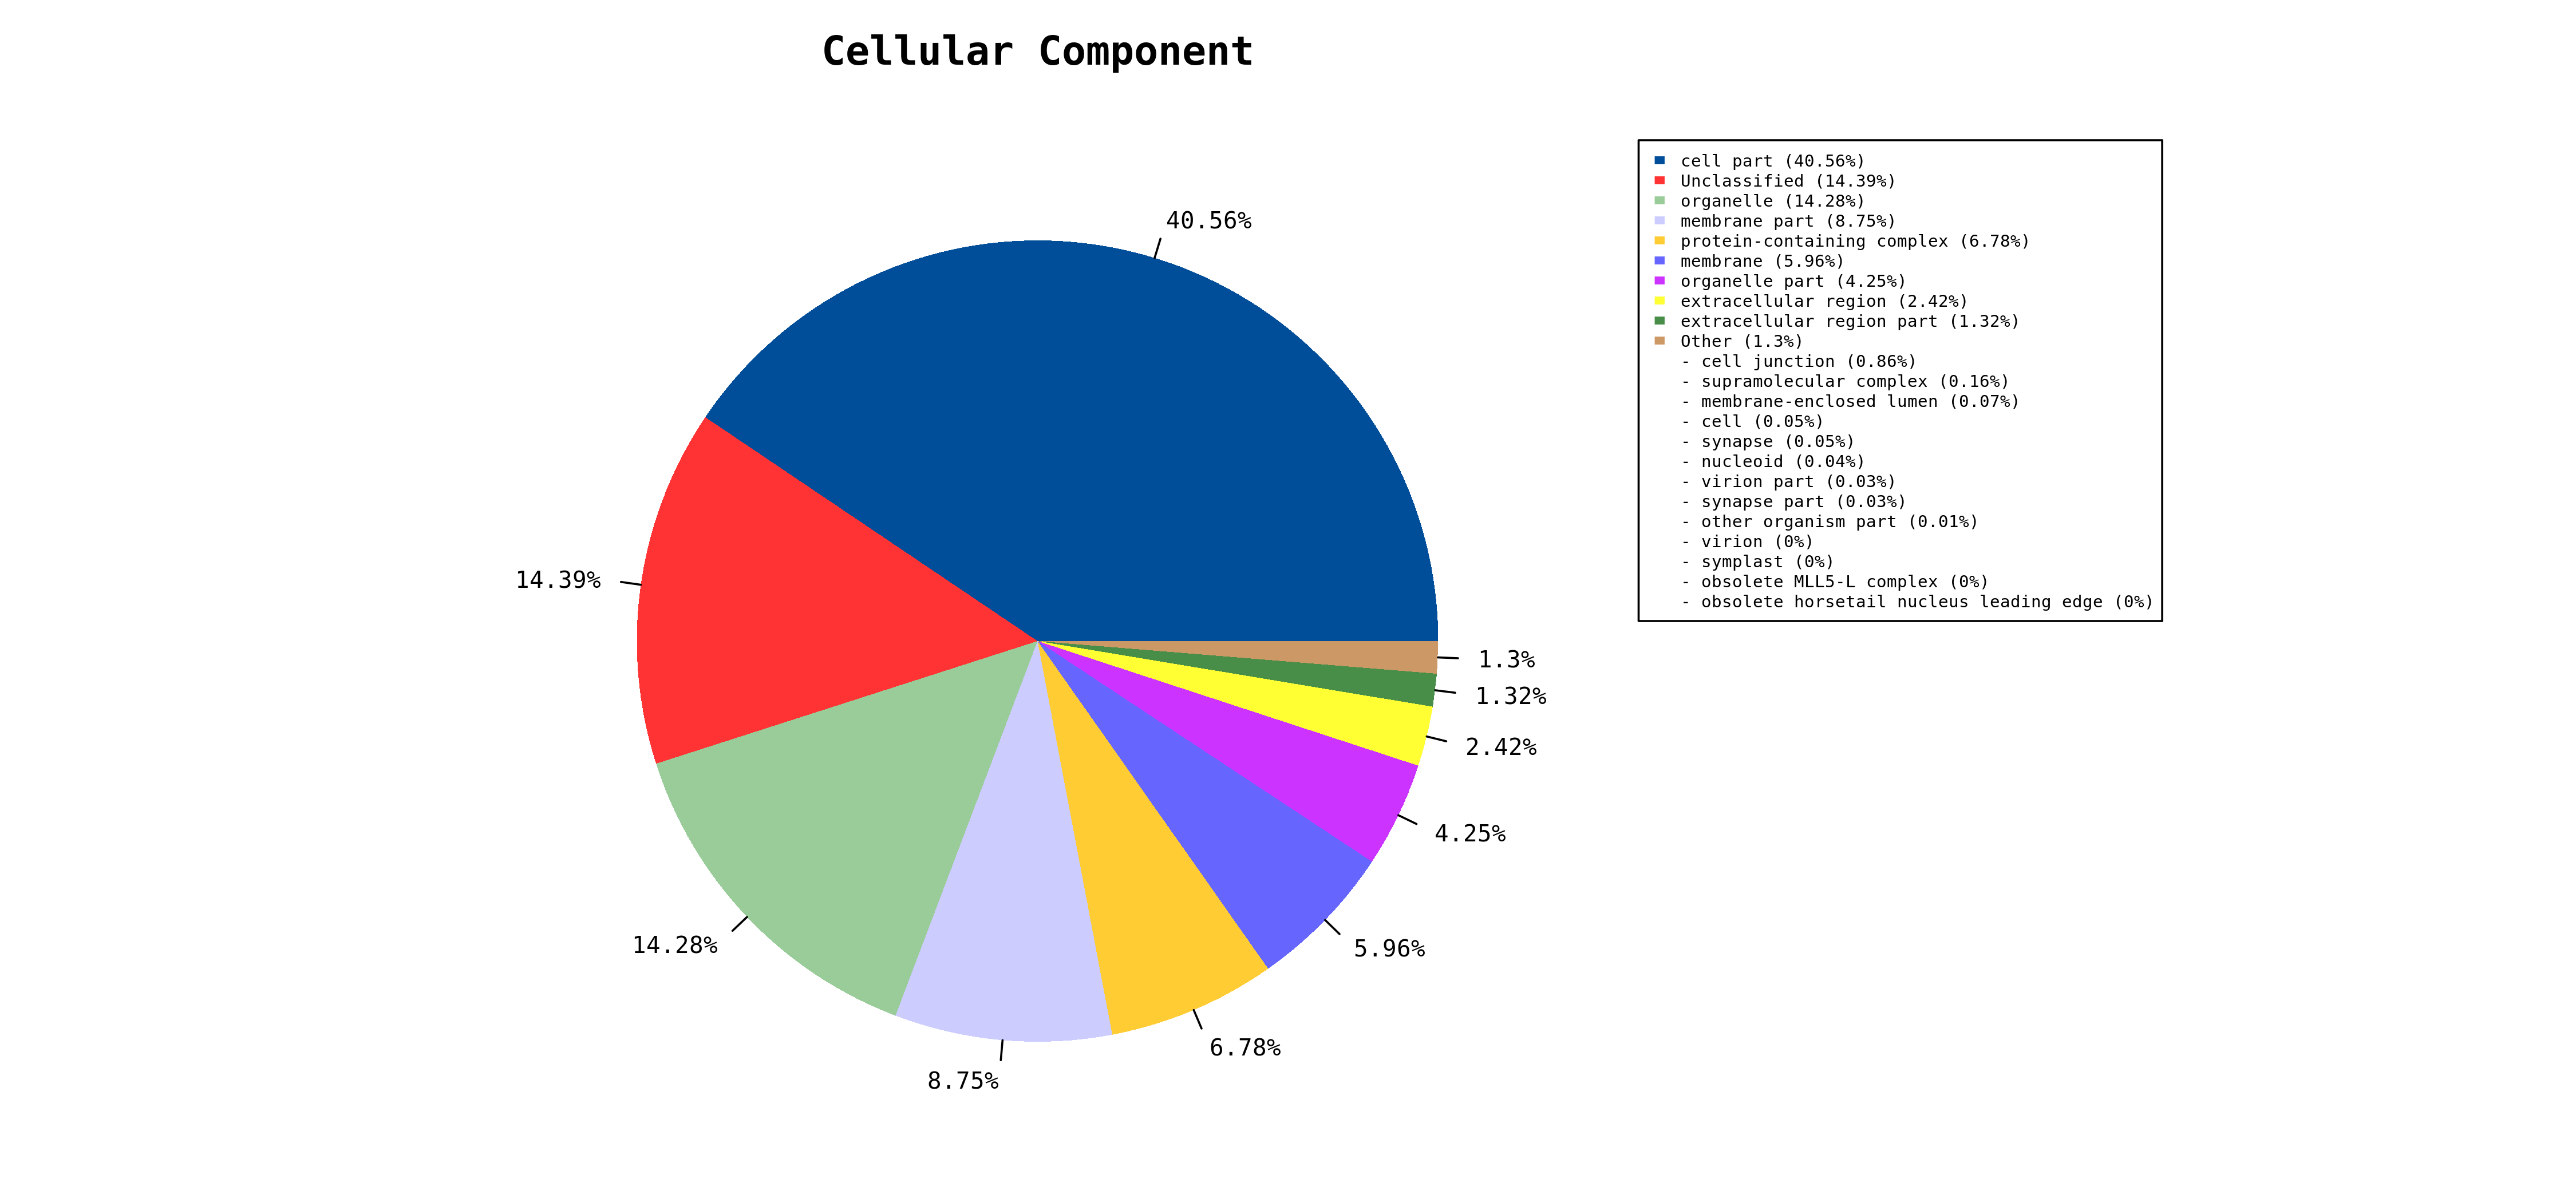 Cellular Component
40.56%
14.39%
14.28%
8.75%
6.78%
5.96%
4.25%
2.42%
1.32%
1.3%
cell part (40.56%)
Unclassified (14.39%)
organelle (14.28%)
membrane part (8.75%)
protein-containing complex (6.78%)
membrane (5.96%)
organelle part (4.25%)
extracellular region (2.42%)
extracellular region part (1.32%)
Other (1.3%)
- cell junction (0.86%)
- supramolecular complex (0.16%)
- membrane-enclosed lumen (0.07%)
- cell (0.05%)
- synapse (0.05%)
- nucleoid (0.04%)
- virion part (0.03%)
- synapse part (0.03%)
- other organism part (0.01%)
- virion (0%)
- symplast (0%)
- obsolete MLL5-L complex (0%)
- obsolete horsetail nucleus leading edge (0%)